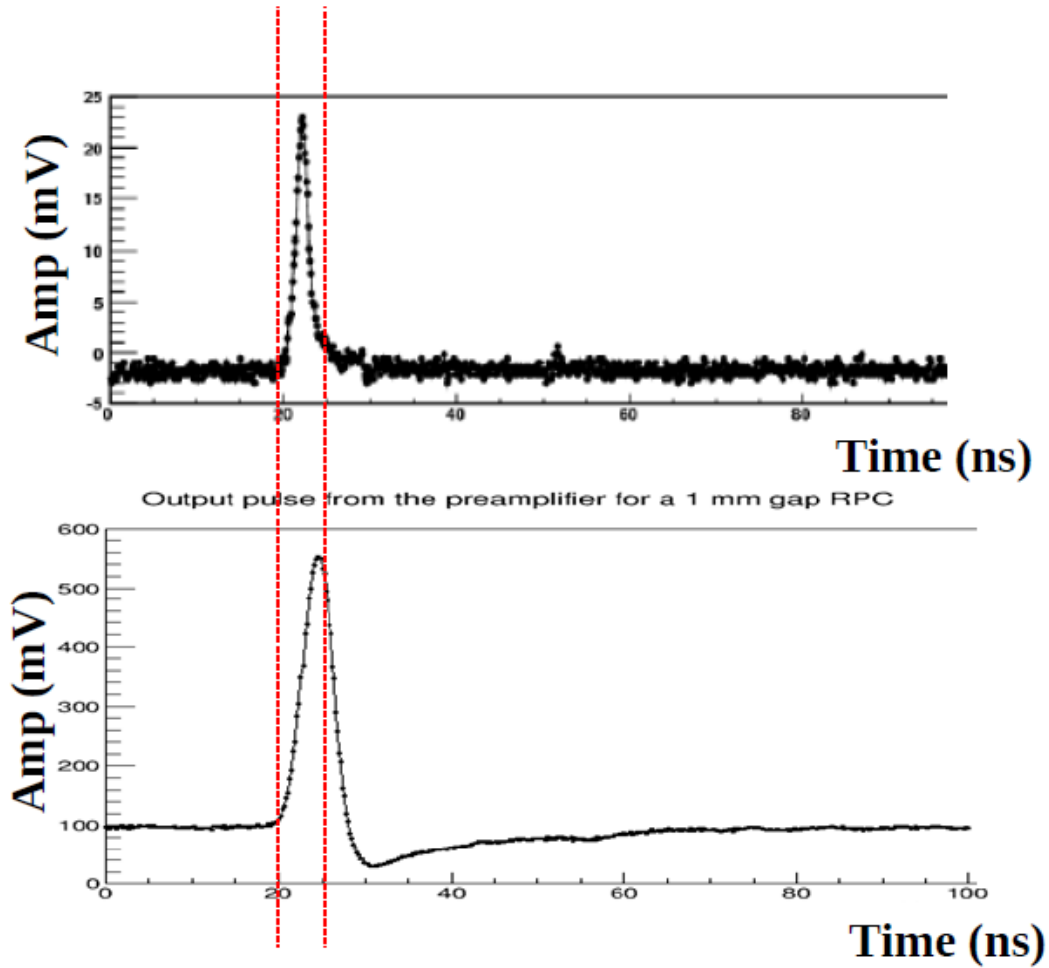 25
20
15
10
5
0
-5
Amp (mV)
0 20 40 60 80
Time (ns)
Output pulse from the preamplifier for a 1 mm gap RPC
600
500
400
300
200
100
0
Amp (mV)
0 20 40 60 80 100
Time (ns)